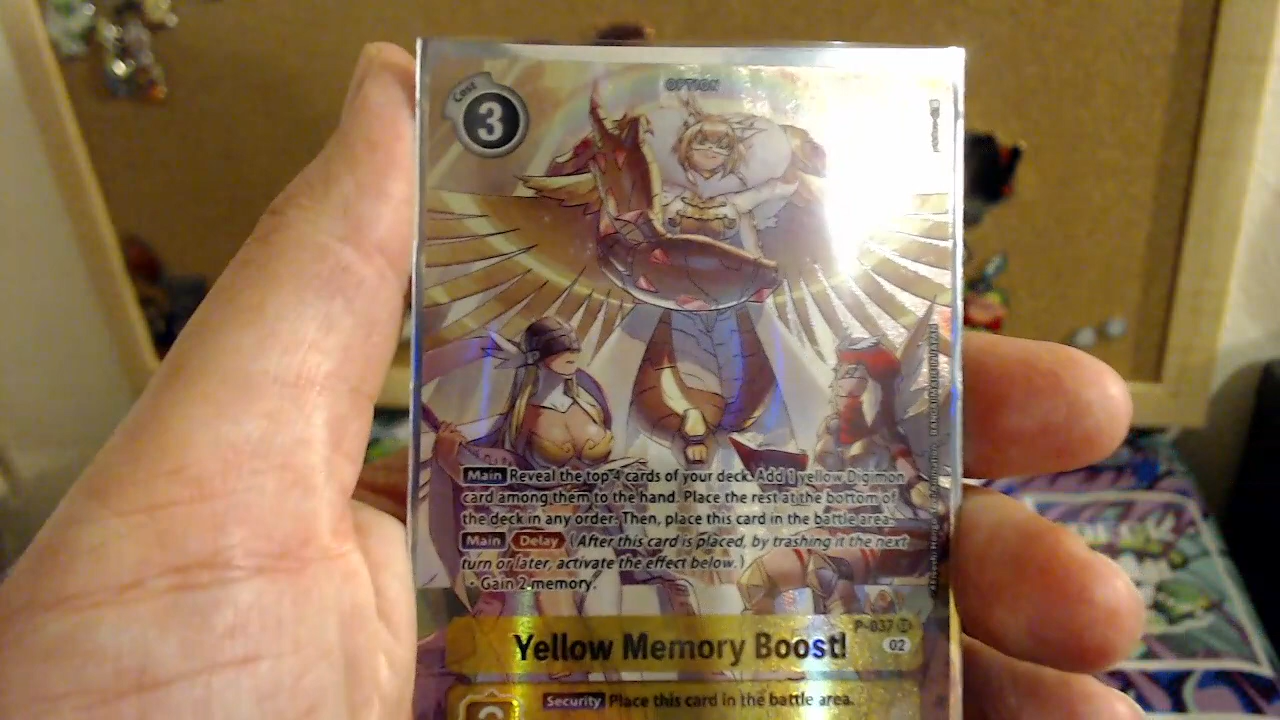 OPTION
Cost
3
Main Reveal the top 4 cards of your deck. Add 1 yellow Digimon
card among them to the hand. Place the rest at the bottom of
the deck in any order. Then, place this card in the battle area.
Main Delay (After this card is placed, by trashing it the next
turn or later, activate the effect below.)
· Gain 2 memory.
P-037
02
Yellow Memory Boost!
Security Place this card in the battle area.